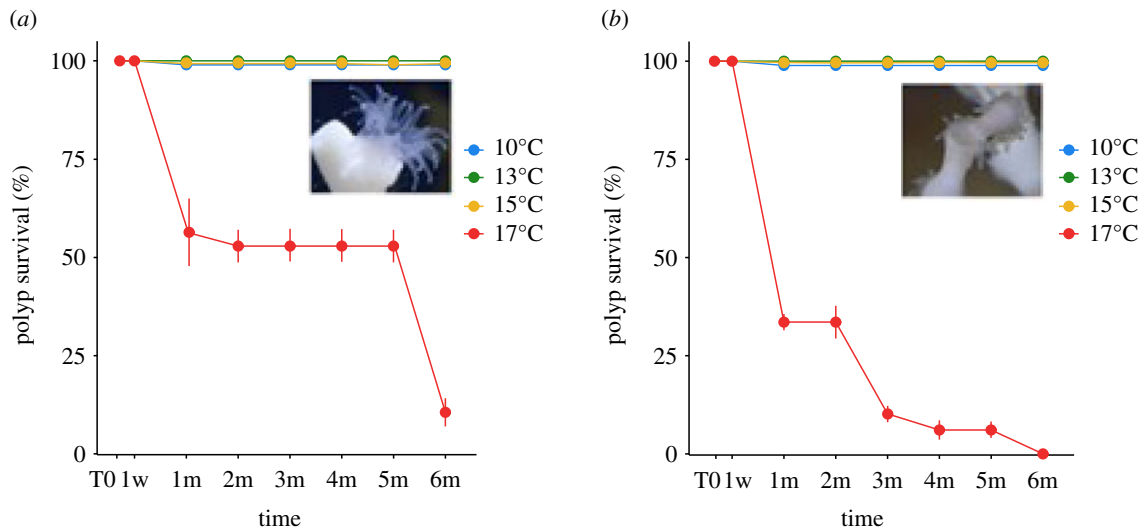 (a)
100
75
50
25
0
polyp survival (%)
10°C
13°C
15°C
17°C
T0 1w 1m 2m 3m 4m 5m 6m
time
(b)
100
75
50
25
0
polyp survival (%)
10°C
13°C
15°C
17°C
T0 1w 1m 2m 3m 4m 5m 6m
time